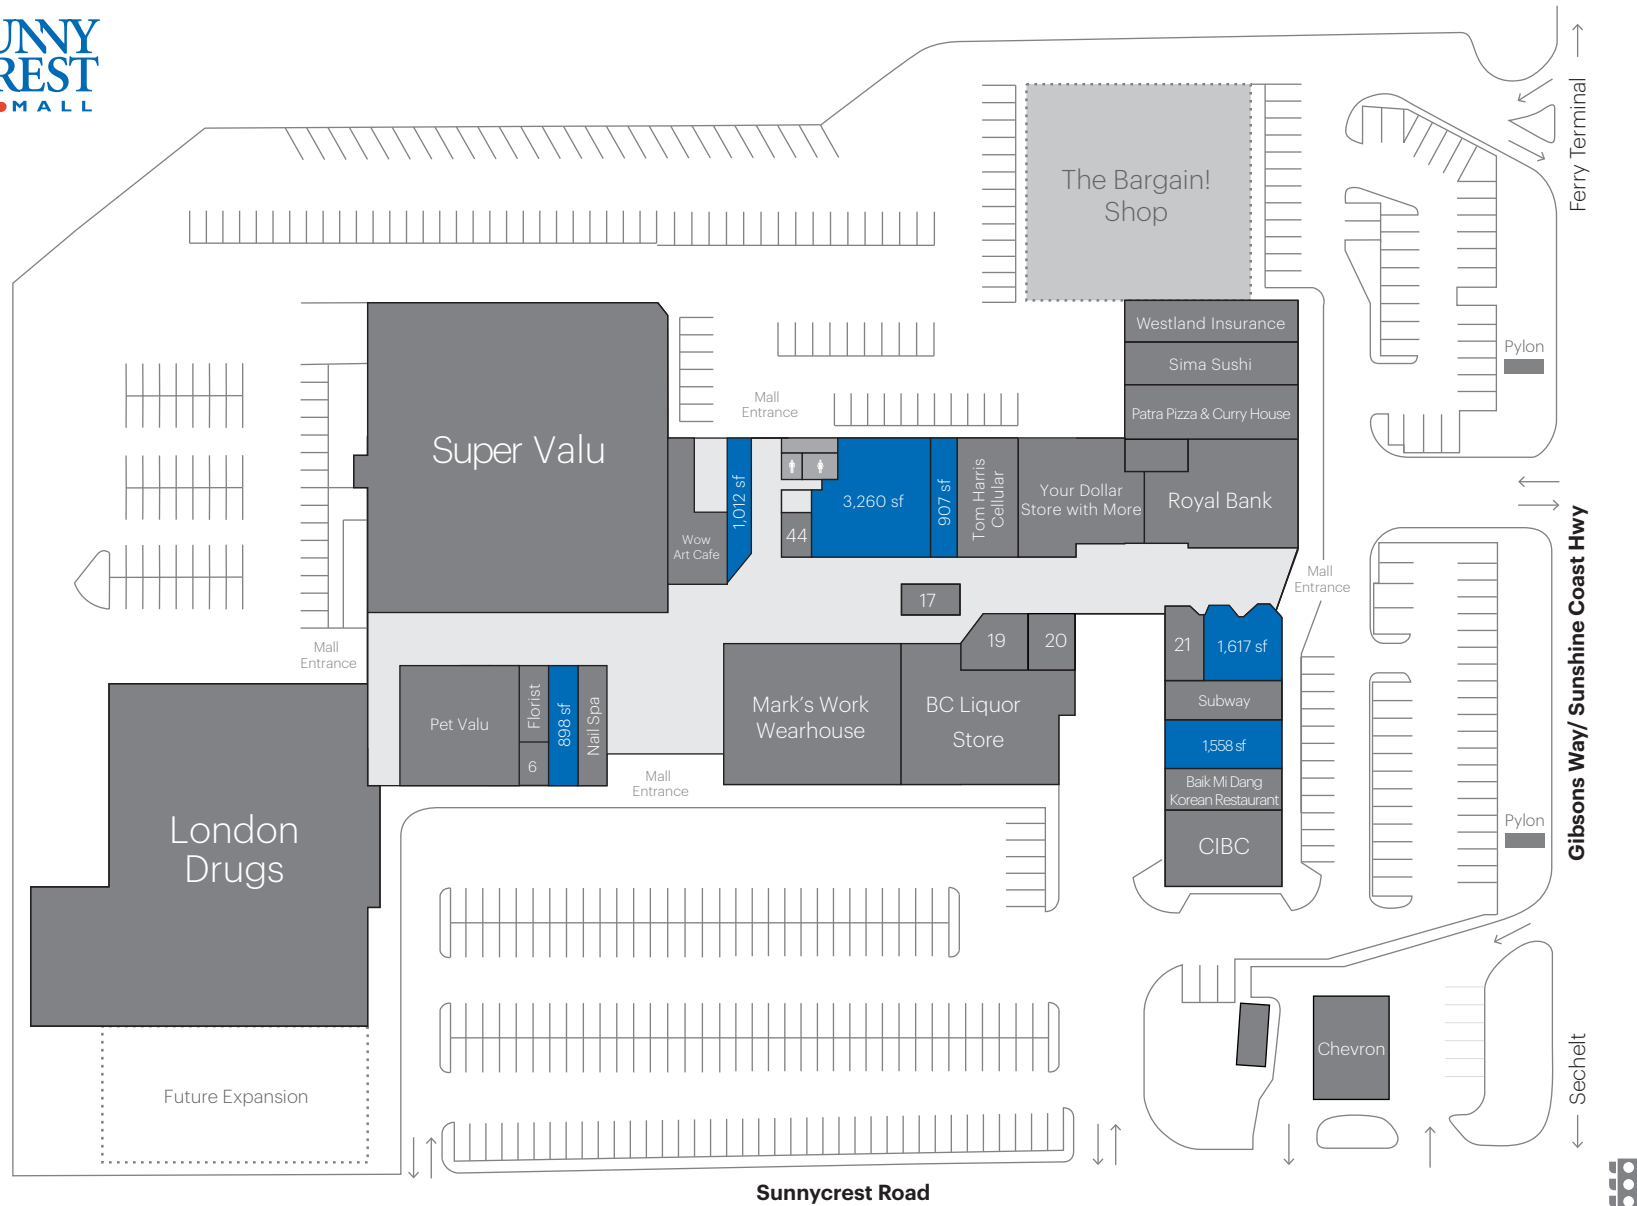 UNNY
REST
MALL
The Bargain!
Shop
Ferry Terminal
Westland Insurance
Sima Sushi
Pylon
Patra Pizza & Curry House
Mall
Entrance
Super Valu
1,012 sf
3,260 sf
907 sf
Tom Harris
Cellular
Your Dollar
Store with More
Royal Bank
44
Wow
Art Cafe
Gibsons Way/ Sunshine Coast Hwy
Mall
Entrance
17
19
20
21
1,617 sf
Mall
Entrance
Pet Valu
Florist
6
898 sf
Nail Spa
Mark's Work
Wearhouse
BC Liquor
Store
Subway
1,558 sf
Mall
Entrance
Baik Mi Dang
Korean Restaurant
CIBC
Pylon
London
Drugs
Chevron
Sechelt
Future Expansion
Sunnycrest Road